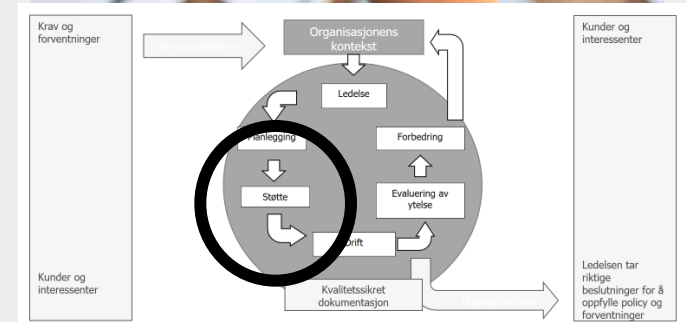 Krav og
forventninger
Organisasjonens
kontekst
Kunder og
interessenter
Ledelse
Planlegging
Forbedring
Støtte
Evaluering av
ytelse
Drift
Kunder og
interessenter
Kvalitetssikret
dokumentasjon
Ledelsen tar
riktige
beslutninger for å
oppfylle policy og
forventninger